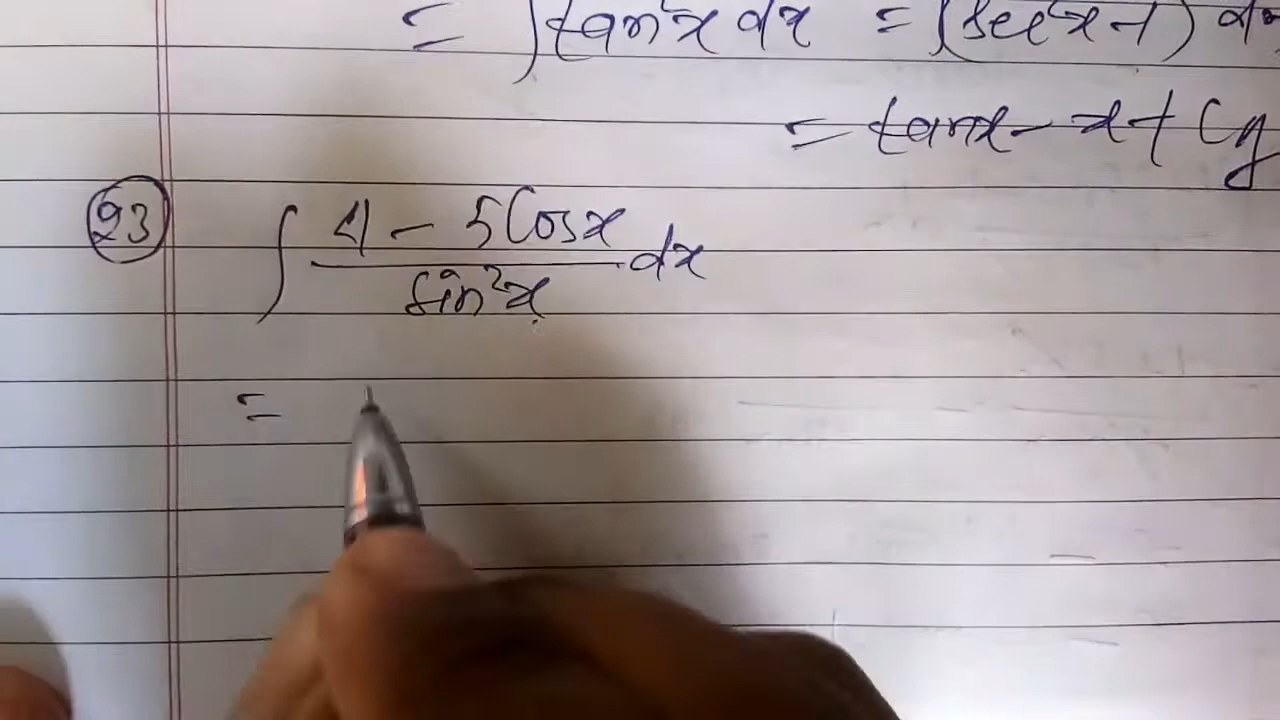 = ∫tan²x dx = ∫(sec²x-1) dx
= tanx - x + C
(23) ∫ (4 - 5Cosx)/(sin²x) dx
=